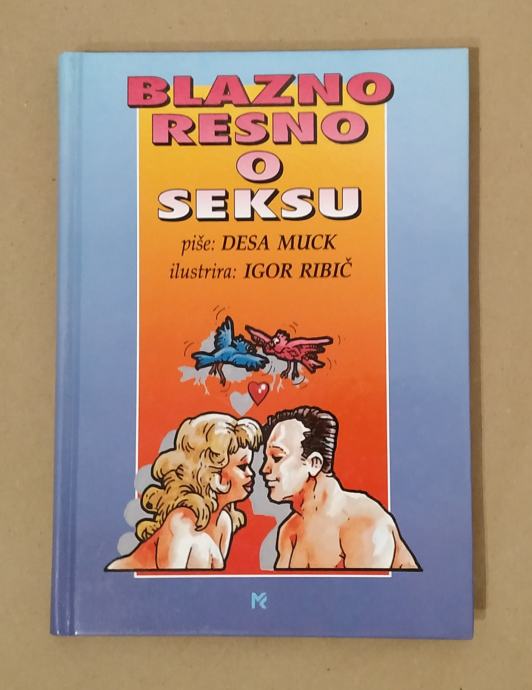 BLAZNO
RESNO
O
SEKSU
piše: DESA MUCK
ilustrira: IGOR RIBIČ